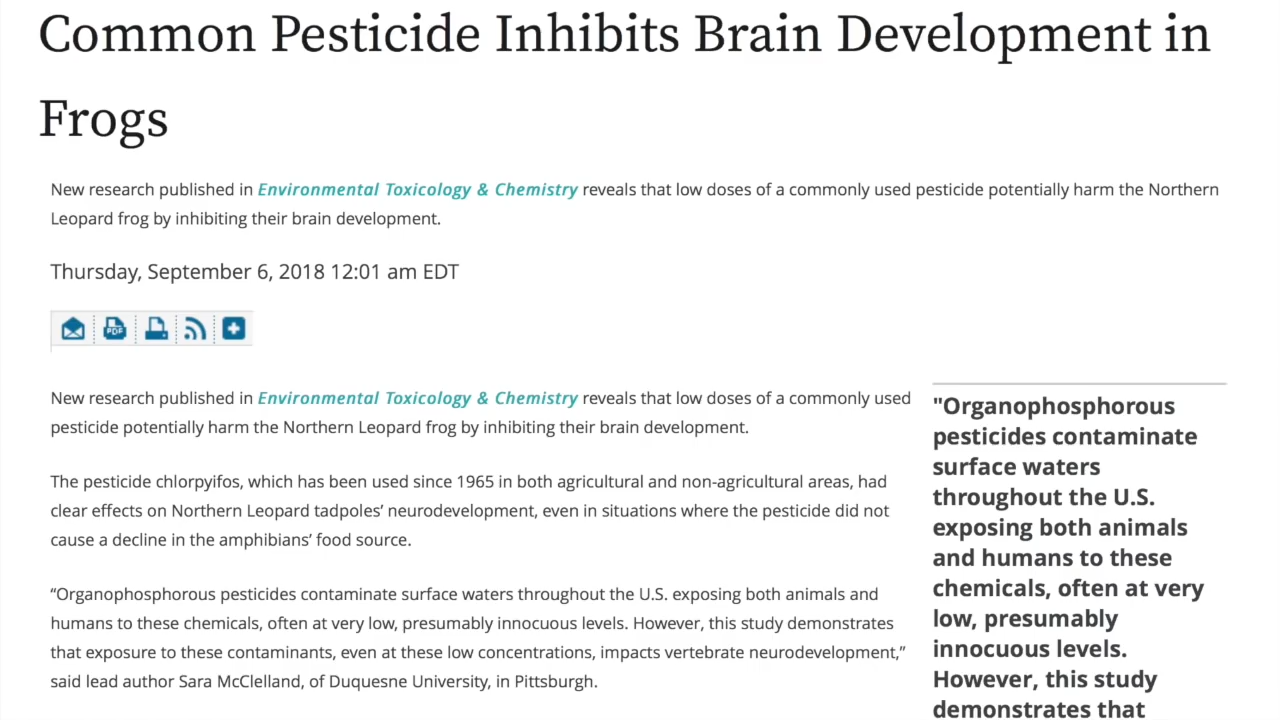 Common Pesticide Inhibits Brain Development in
Frogs
New research published in Environmental Toxicology & Chemistry reveals that low doses of a commonly used pesticide potentially harm the Northern
Leopard frog by inhibiting their brain development.
Thursday, September 6, 2018 12:01 am EDT
PDF
New research published in Environmental Toxicology & Chemistry reveals that low doses of a commonly used
pesticide potentially harm the Northern Leopard frog by inhibiting their brain development.
The pesticide chlorpyifos, which has been used since 1965 in both agricultural and non-agricultural areas, had
clear effects on Northern Leopard tadpoles’ neurodevelopment, even in situations where the pesticide did not
cause a decline in the amphibians’ food source.
“Organophosphorous pesticides contaminate surface waters throughout the U.S. exposing both animals and
humans to these chemicals, often at very low, presumably innocuous levels. However, this study demonstrates
that exposure to these contaminants, even at these low concentrations, impacts vertebrate neurodevelopment,”
said lead author Sara McClelland, of Duquesne University, in Pittsburgh.
"Organophosphorous
pesticides contaminate
surface waters
throughout the U.S.
exposing both animals
and humans to these
chemicals, often at very
low, presumably
innocuous levels.
However, this study
demonstrates that